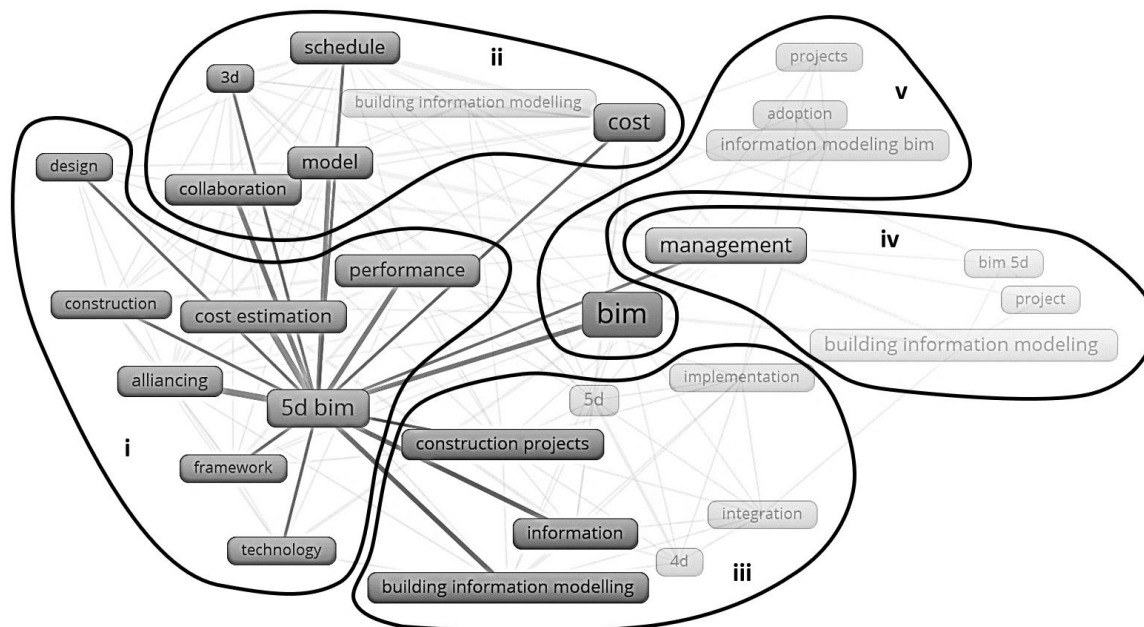 schedule
ii
projects
3d
building information modelling
v
cost
adoption
information modeling bim
design
model
collaboration
management
iv
performance
bim 5d
construction
project
cost estimation
bim
building information modeling
alliancing
implementation
5d
5d bim
i
construction projects
framework
integration
information
technology
4d
iii
building information modelling